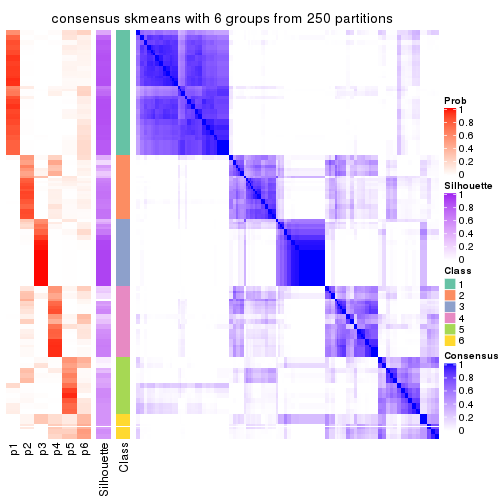 consensus skmeans with 6 groups from 250 partitions
Prob
1
0.8
0.6
0.4
0.2
0
Silhouette
1
0.8
0.6
0.4
0.2
0
Class
1
2
3
4
5
6
Consensus
1
0.8
0.6
0.4
0.2
0
p1
p2
p3
p4
p5
p6
Silhouette
Class